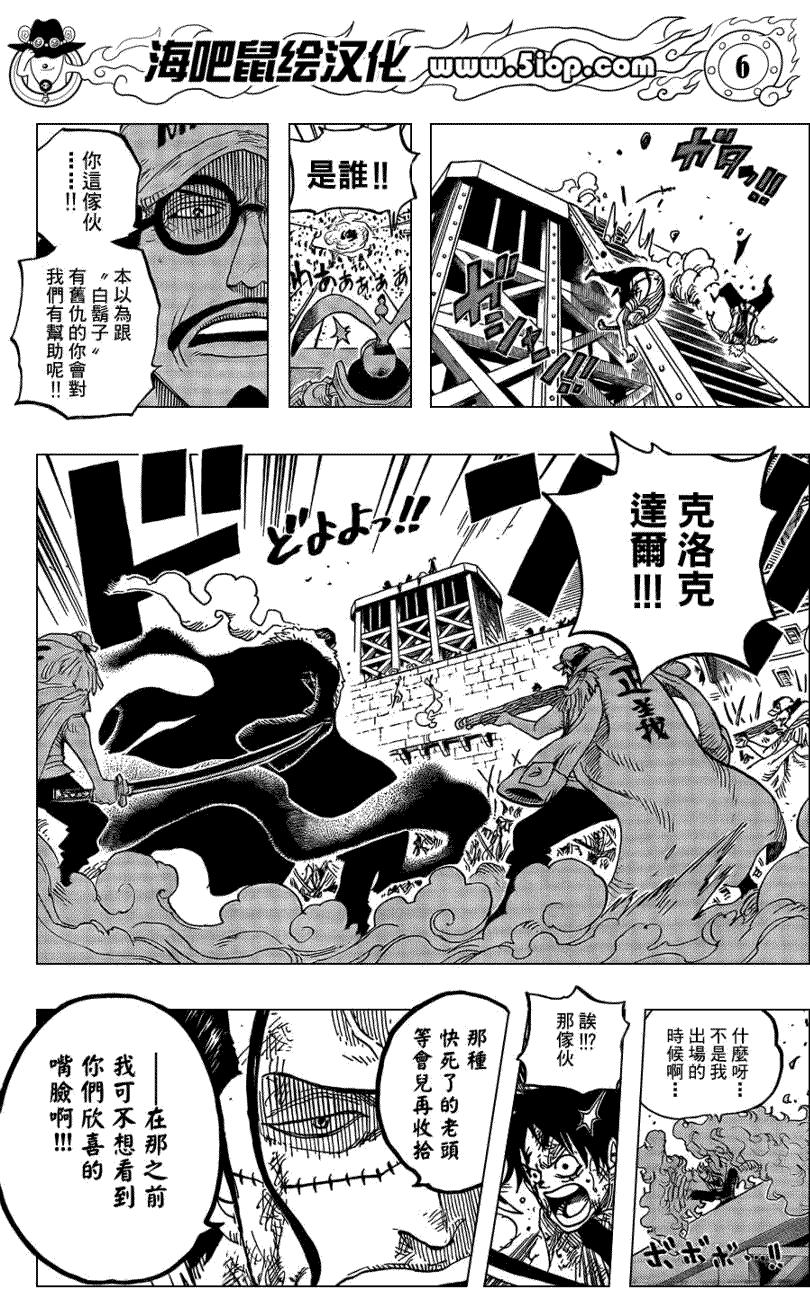 海吧鼠绘汉化 www.5iop.com
6
ガタッ!!
ガシャーン!!!
是誰!!
わあああああ
M
你這傢伙
……!!
本以為跟
〝白鬍子〞
有舊仇的你會對
我們有幫助呢!!
克洛克
達爾!!!
ドン
どよよっ!!
正義
什麼呀…
不是我
出場的
時候啊…
ボボボ…!!
誒!!?
那傢伙
那種
快死了的老頭
等會兒再收拾
——在那之前
我可不想看到
你們欣喜的
嘴臉啊!!!